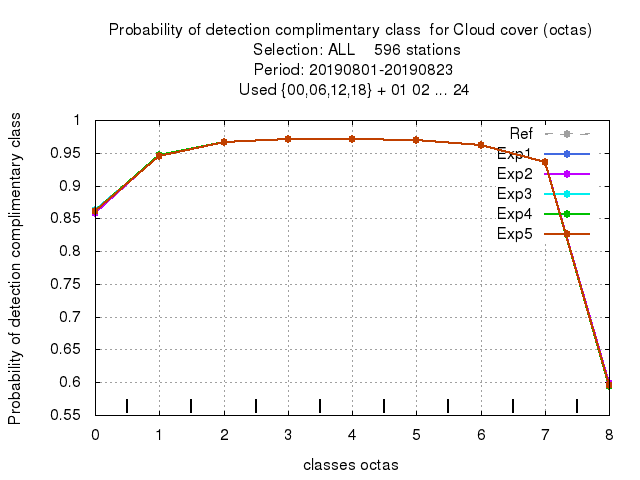 Probability of detection complimentary class  for Cloud cover (octas)
Selection: ALL    596 stations
Period: 20190801-20190823
Used {00,06,12,18} + 01 02 ... 24
Probability of detection complimentary class
1
0.95
0.9
0.85
0.8
0.75
0.7
0.65
0.6
0.55
Ref
Exp1
Exp2
Exp3
Exp4
Exp5
0 1 2 3 4 5 6 7 8
classes octas